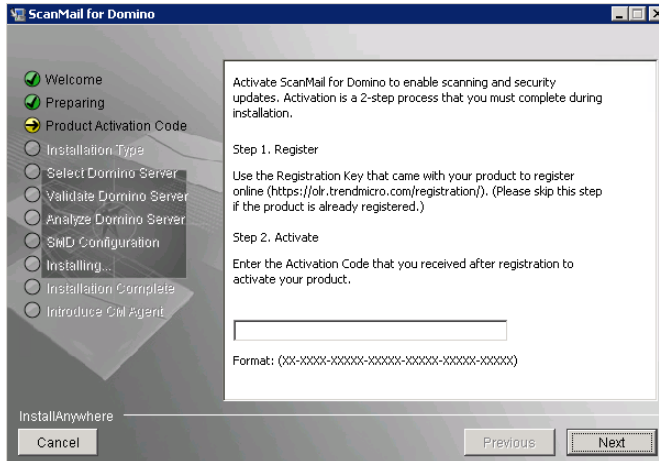 ScanMail for Domino
Welcome
Preparing
Product Activation Code
Installation Type
Select Domino Server
Validate Domino Server
Analyze Domino Server
SMD Configuration
Installing...
Installation Complete
Introduce CM Agent
Activate ScanMail for Domino to enable scanning and security
updates. Activation is a 2-step process that you must complete during
installation.
Step 1. Register
Use the Registration Key that came with your product to register
online (https://olr.trendmicro.com/registration/). (Please skip this step
if the product is already registered.)
Step 2. Activate
Enter the Activation Code that you received after registration to
activate your product.
Format: (XX-XXXX-XXXXX-XXXXX-XXXXX-XXXXX-XXXXX)
InstallAnywhere
Cancel
Previous
Next